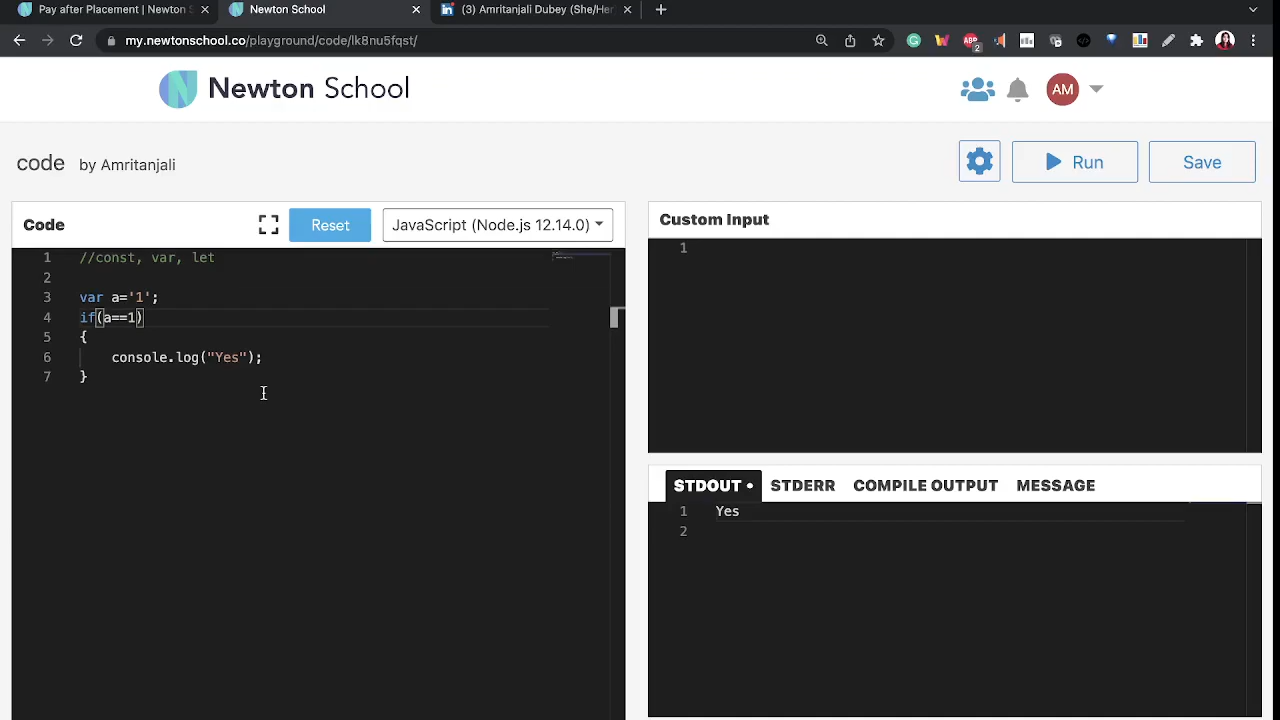 Pay after Placement | Newton S
Newton School
(3) Amritanjali Dubey (She/Her
my.newtonschool.co/playground/code/lk8nu5fqst/
ABP
2
Newton School
AM
code by Amritanjali
Run
Save
Code
Reset
JavaScript (Node.js 12.14.0)
Custom Input
1 //const, var, let
2
3 var a='1';
4 if(a==1)
5 {
6 console.log("Yes");
7 }
1
STDOUT • STDERR COMPILE OUTPUT MESSAGE
1 Yes
2